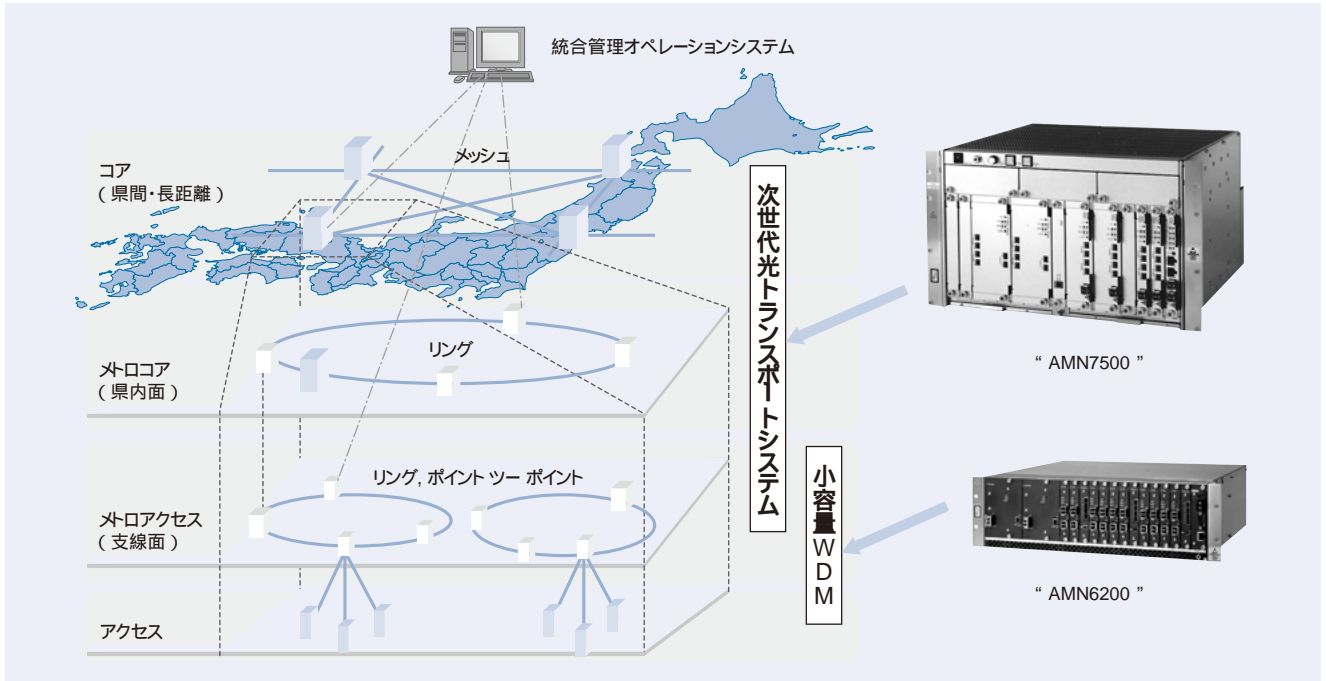 統合管理オペレーションシステム
コア
( 県間・長距離 )
メッシュ
メトロコア
( 県内面 )
リング
メトロアクセス
( 支線面 )
リング, ポイント ツー ポイント
アクセス
次世代光トランスポートシステム
小容量WDM
“ AMN7500 ”
“ AMN6200 ”